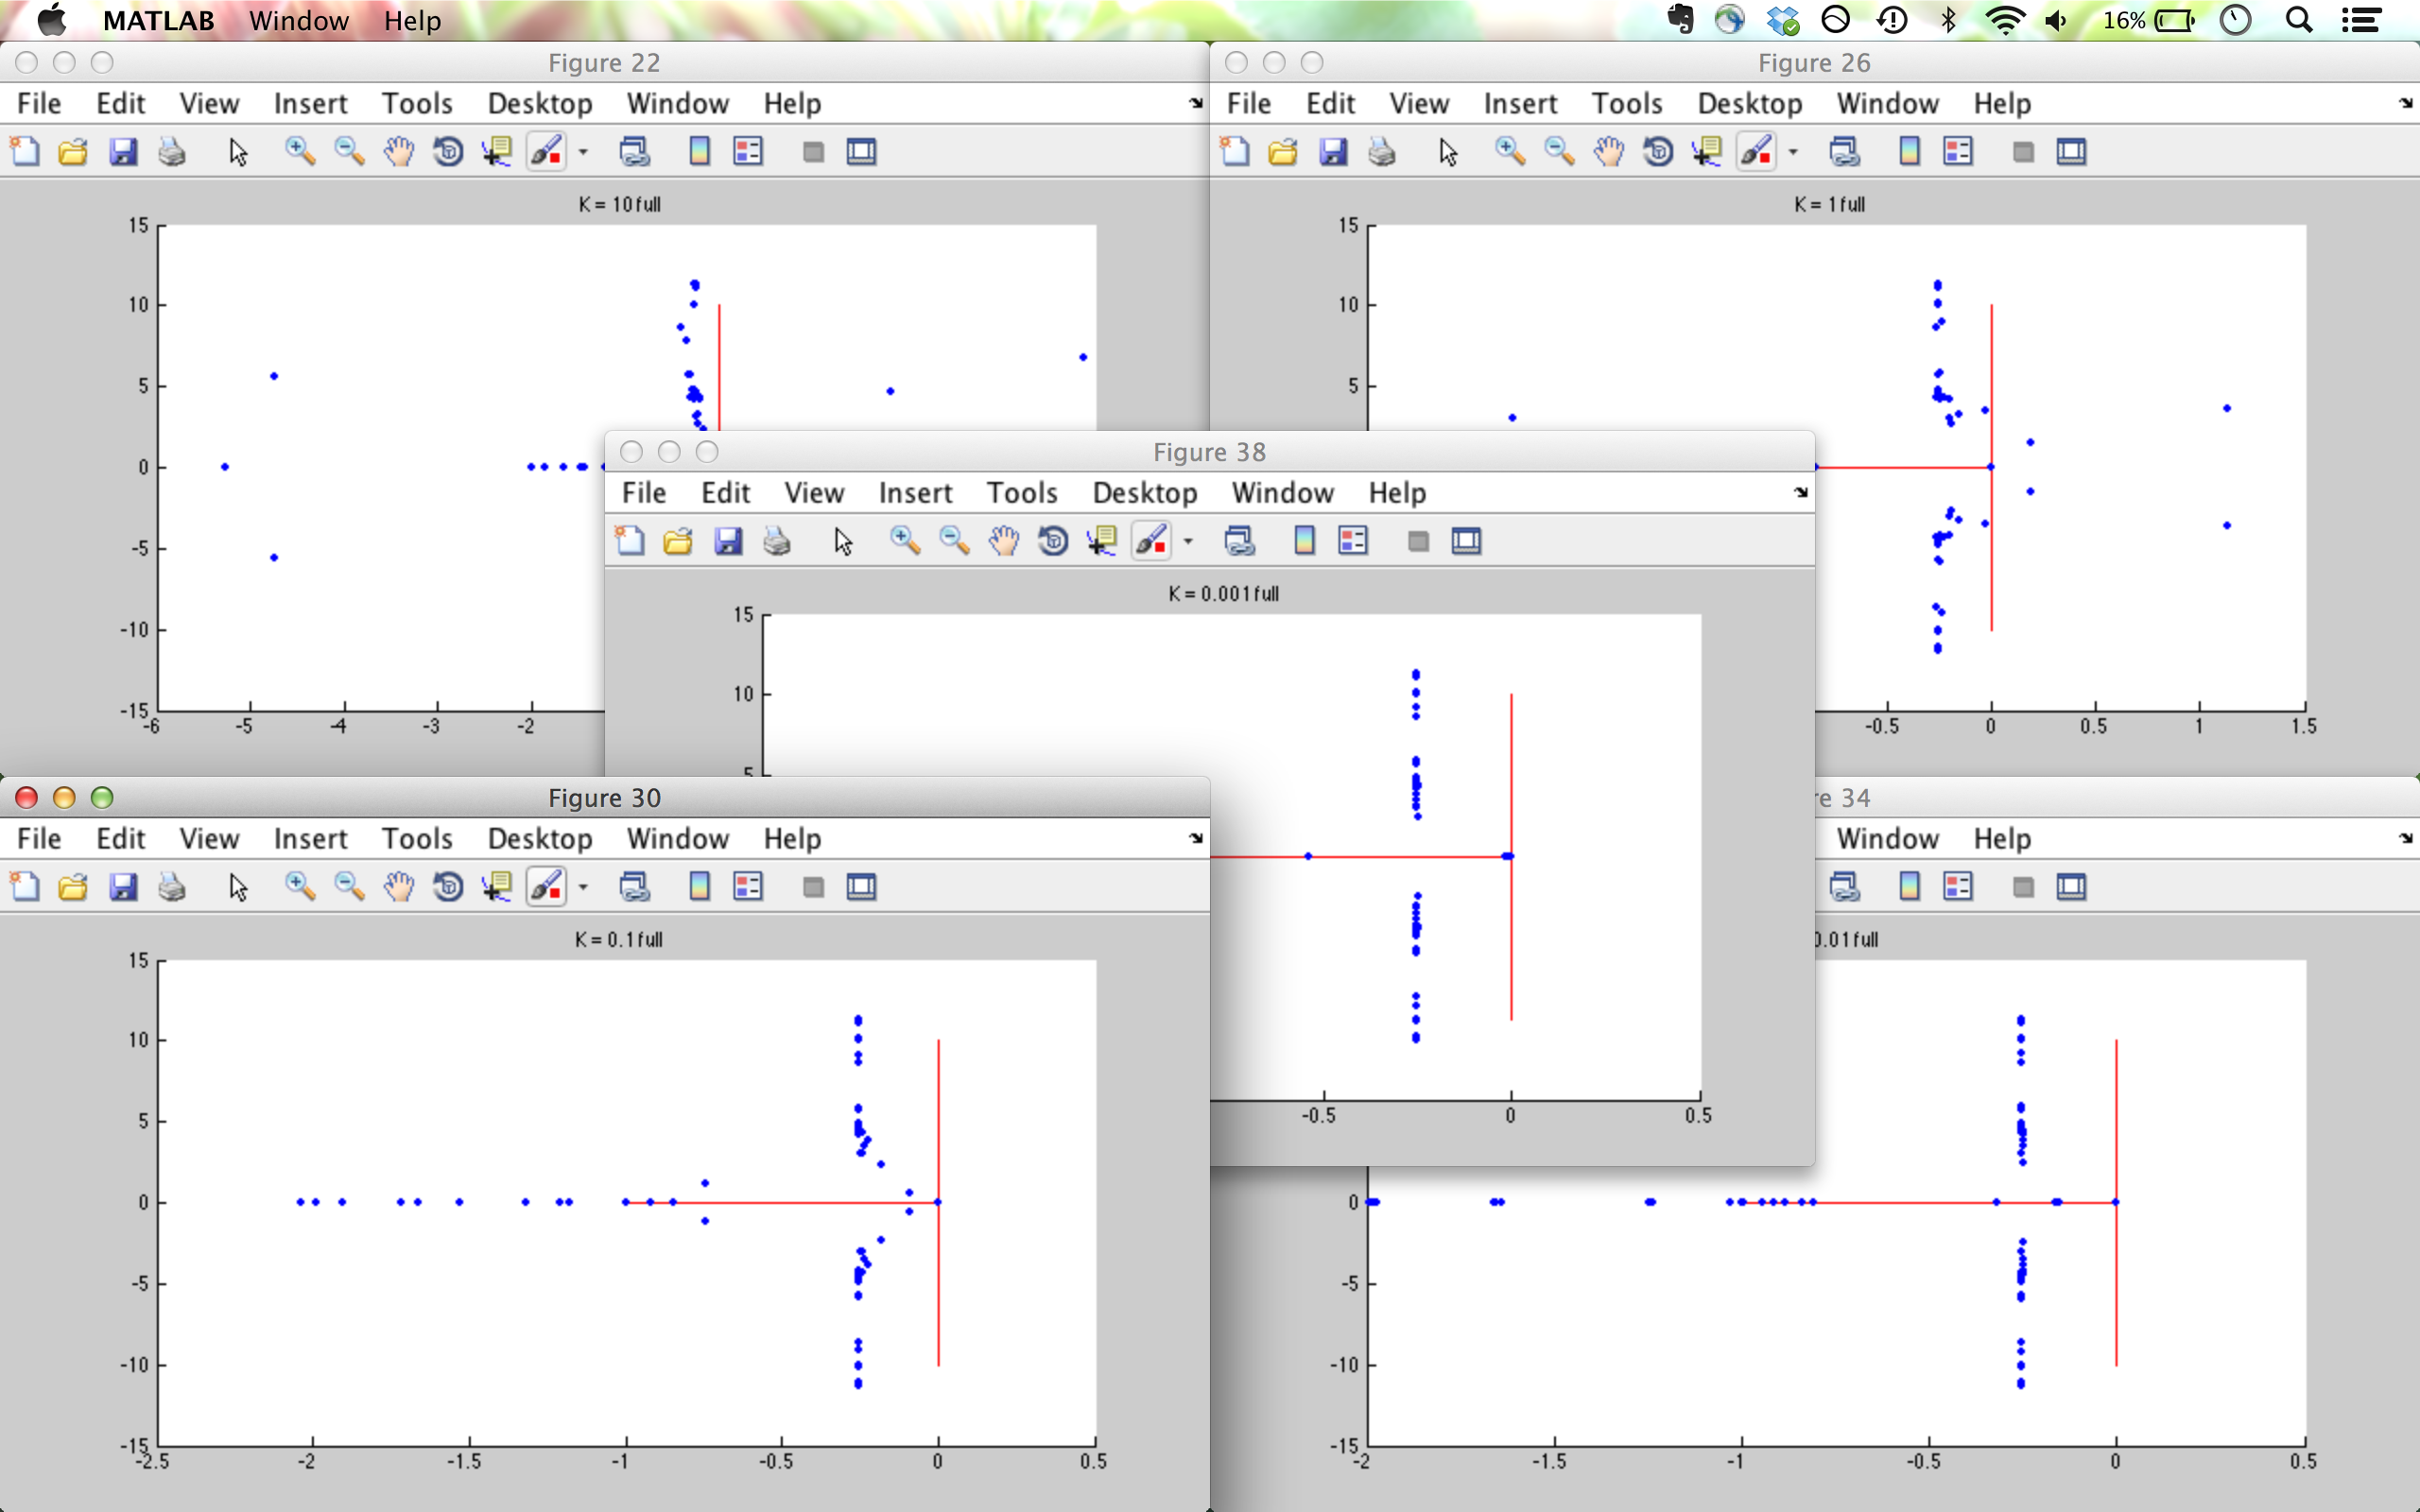 MATLAB Window Help 16%
Figure 22
File Edit View Insert Tools Desktop Window Help
K = 10 full
15
10
5
0
-5
-10
-15
-6 -5 -4 -3 -2
Figure 26
File Edit View Insert Tools Desktop Window Help
K = 1 full
15
10
5
-0.5 0 0.5 1 1.5
Figure 38
File Edit View Insert Tools Desktop Window Help
K = 0.001 full
15
10
5
-0.5 0 0.5
Figure 30
File Edit View Insert Tools Desktop Window Help
K = 0.1 full
15
10
5
0
-5
-10
-15
-2.5 -2 -1.5 -1 -0.5 0 0.5
re 34
Window Help
0.01 full
0
-5
-10
-15
-2 -1.5 -1 -0.5 0 0.5